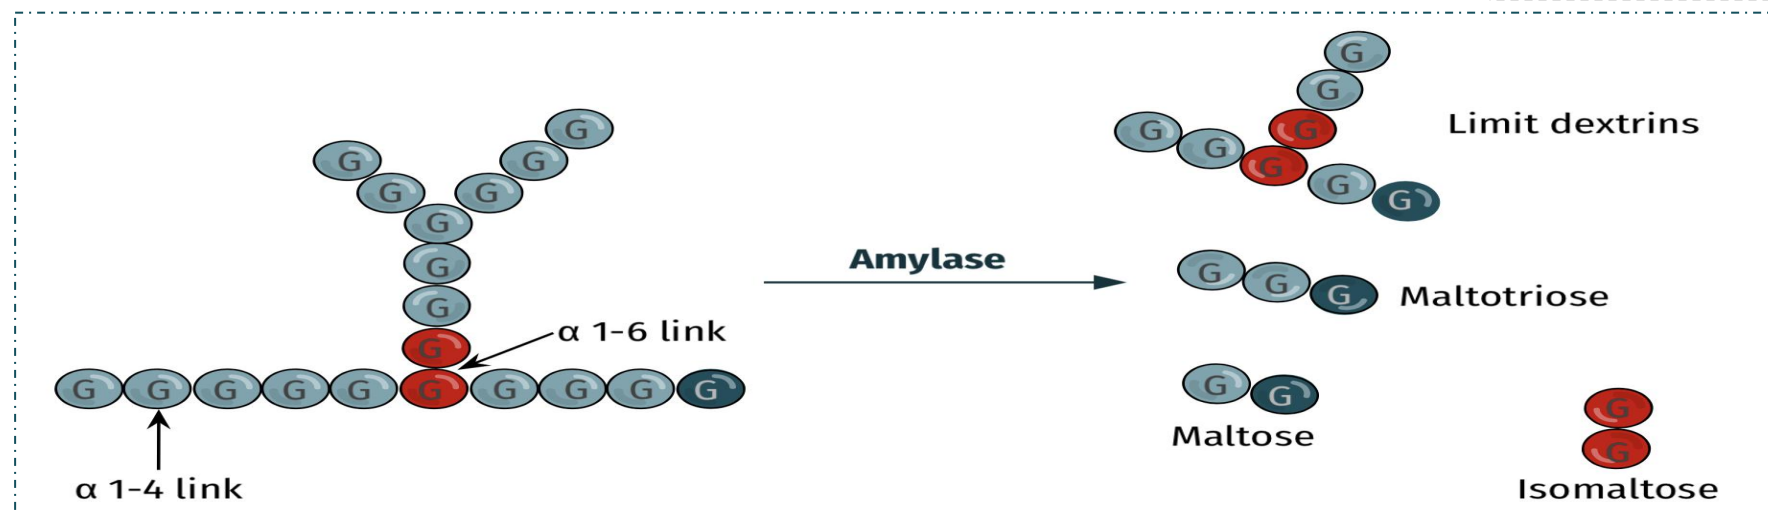 G G G G G G G G
G G G
α 1-6 link
G G G G G G G G G G
α 1-4 link
Amylase
G G G G G G G G
Limit dextrins
G G G
Maltotriose
G G
Maltose
G G
Isomaltose